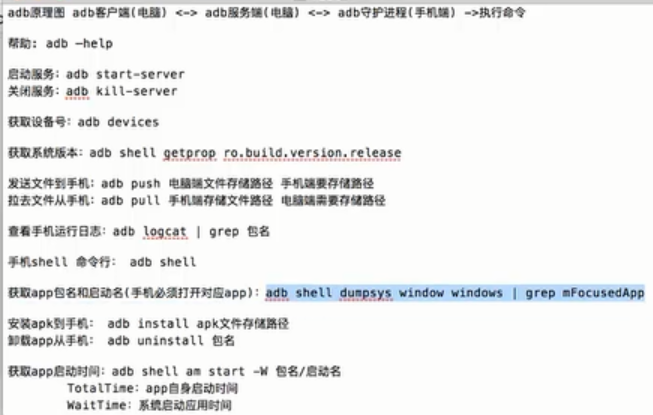 adb原理图 adb客户端(电脑) <-> adb服务端(电脑) <-> adb守护进程(手机端) ->执行命令
帮助: adb —help
启动服务: adb start-server
关闭服务: adb kill-server
获取设备号: adb devices
获取系统版本: adb shell getprop ro.build.version.release
发送文件到手机: adb push 电脑端文件存储路径 手机端要存储路径
拉去文件从手机: adb pull 手机端存储文件路径 电脑端需要存储路径
查看手机运行日志: adb logcat | grep 包名
手机shell 命令行: adb shell
获取app包名和启动名(手机必须打开对应app): adb shell dumpsys window windows | grep mFocusedApp
安装apk到手机: adb install apk文件存储路径
卸载app从手机: adb uninstall 包名
获取app启动时间: adb shell am start -W 包名/启动名
TotalTime: app自身启动时间
WaitTime: 系统启动应用时间